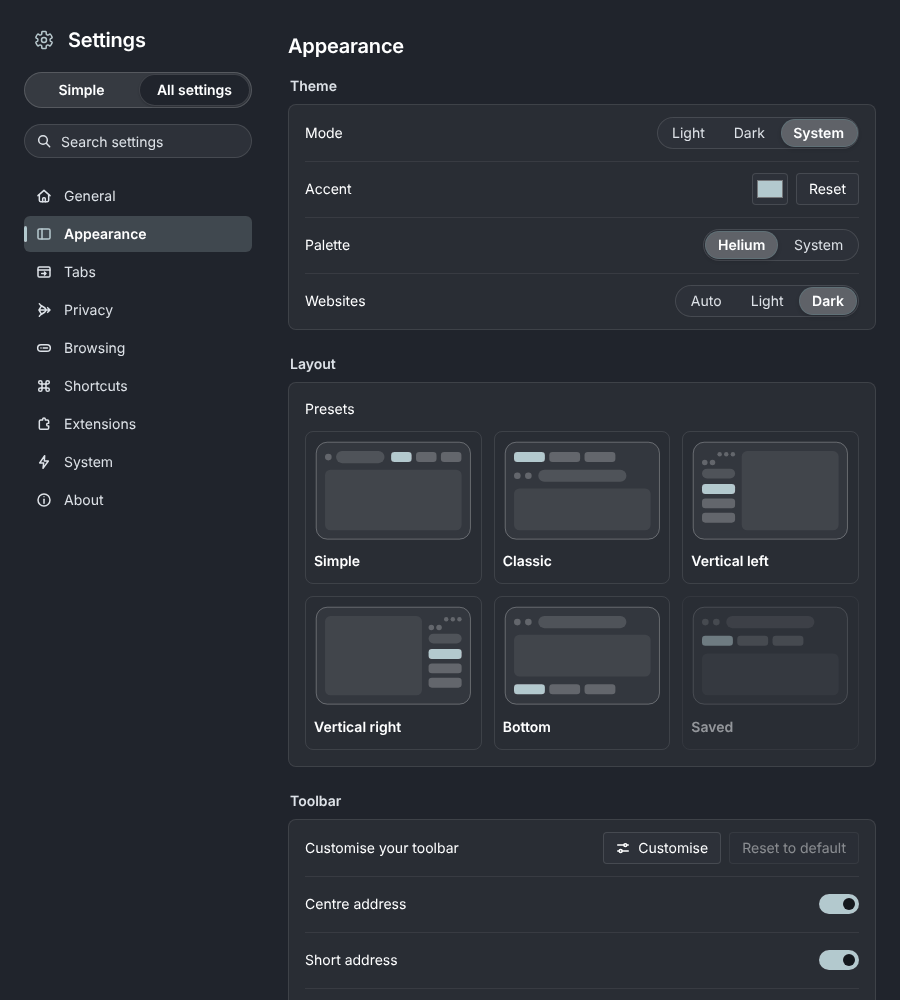 Settings
Simple
All settings
Search settings
General
Appearance
Tabs
Privacy
Browsing
Shortcuts
Extensions
System
About
Appearance
Theme
Mode
Light
Dark
System
Accent
Reset
Palette
Helium
System
Websites
Auto
Light
Dark
Layout
Presets
Simple
Classic
Vertical left
Vertical right
Bottom
Saved
Toolbar
Customise your toolbar
Customise
Reset to default
Centre address
Short address